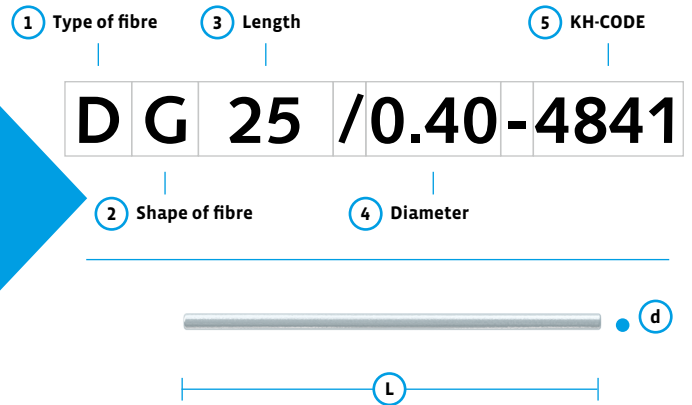 1 Type of fibre 3 Length 5 KH-CODE
D G 25 /0.40-4841
2 Shape of fibre 4 Diameter
d
L